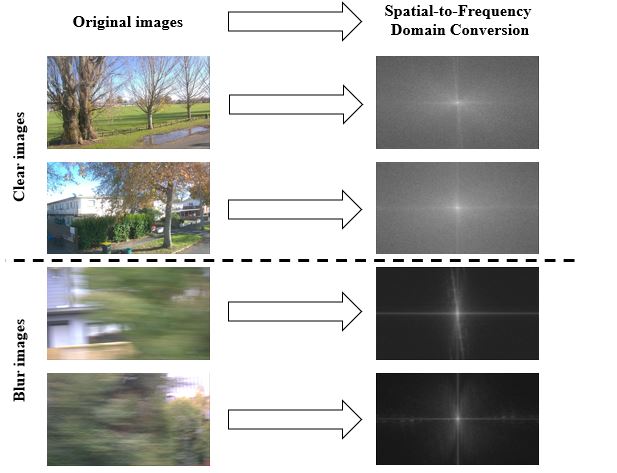 Original images
Spatial-to-Frequency
Domain Conversion
Clear images
Blur images